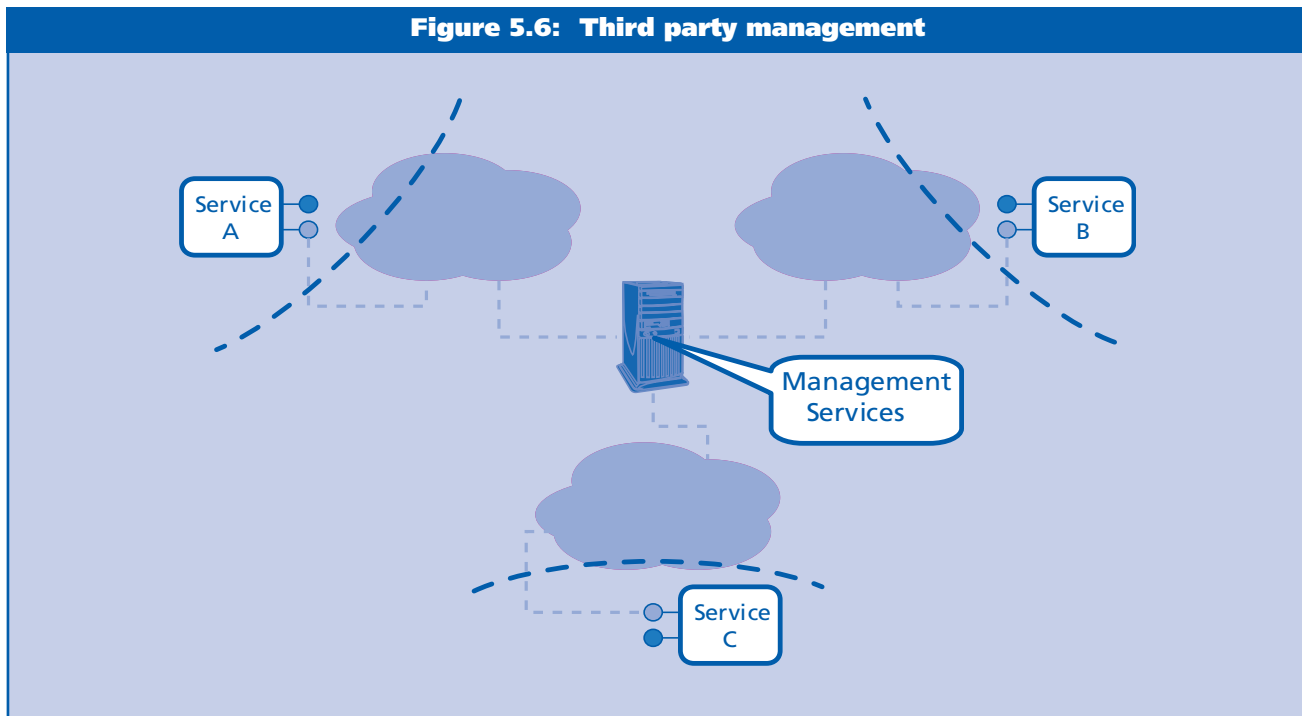 Figure 5.6: Third party management
Service
A
Service
B
Management
Services
Service
C